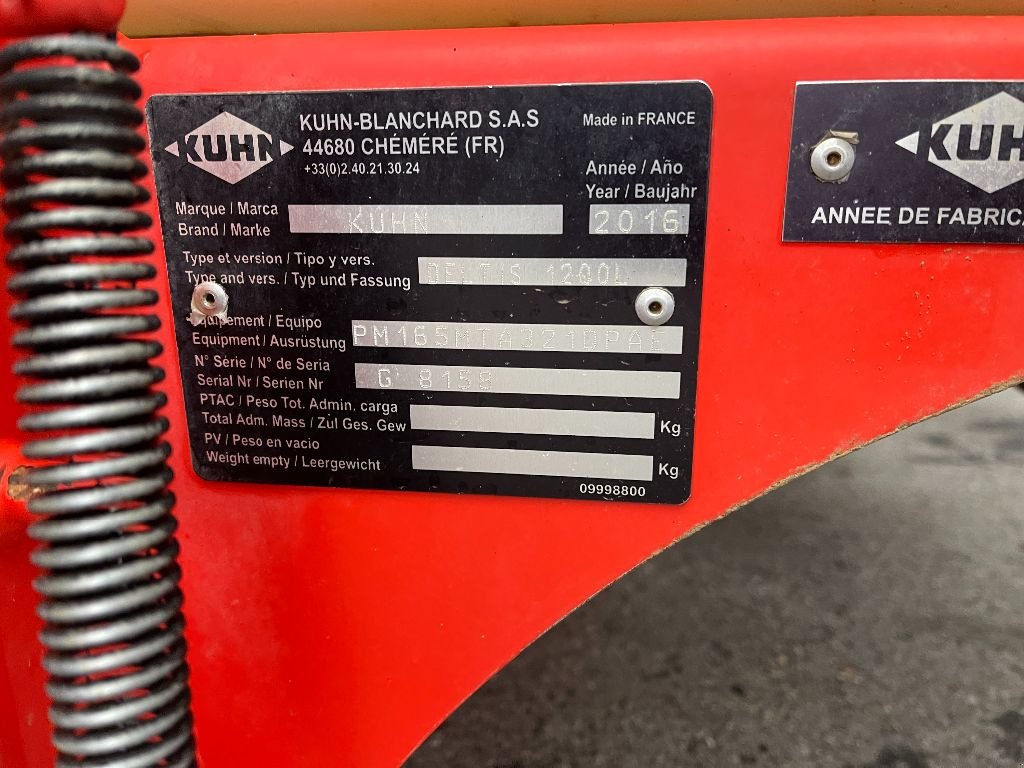 KUHN
KUHN-BLANCHARD S.A.S
44680 CHÉMÉRÉ (FR)
+33(0)2.40.21.30.24
Made in FRANCE
Année / Año
Year / Baujahr
2016
Marque / Marca
Brand / Marke
KUHN
Type et version / Tipo y vers.
Type and vers. / Typ und Fassung
DELTIS 1200L
Equipement / Equipo
Equipment / Ausrüstung
PM165MTA321DPAE
N° Série / N° de Seria
Serial Nr / Serien Nr
G 8158
PTAC / Peso Tot. Admin. carga
Total Adm. Mass / Zul Ges. Gew
Kg
PV / Peso en vacio
Weight empty / Leergewicht
Kg
09998800
KUH
ANNEE DE FABRICA